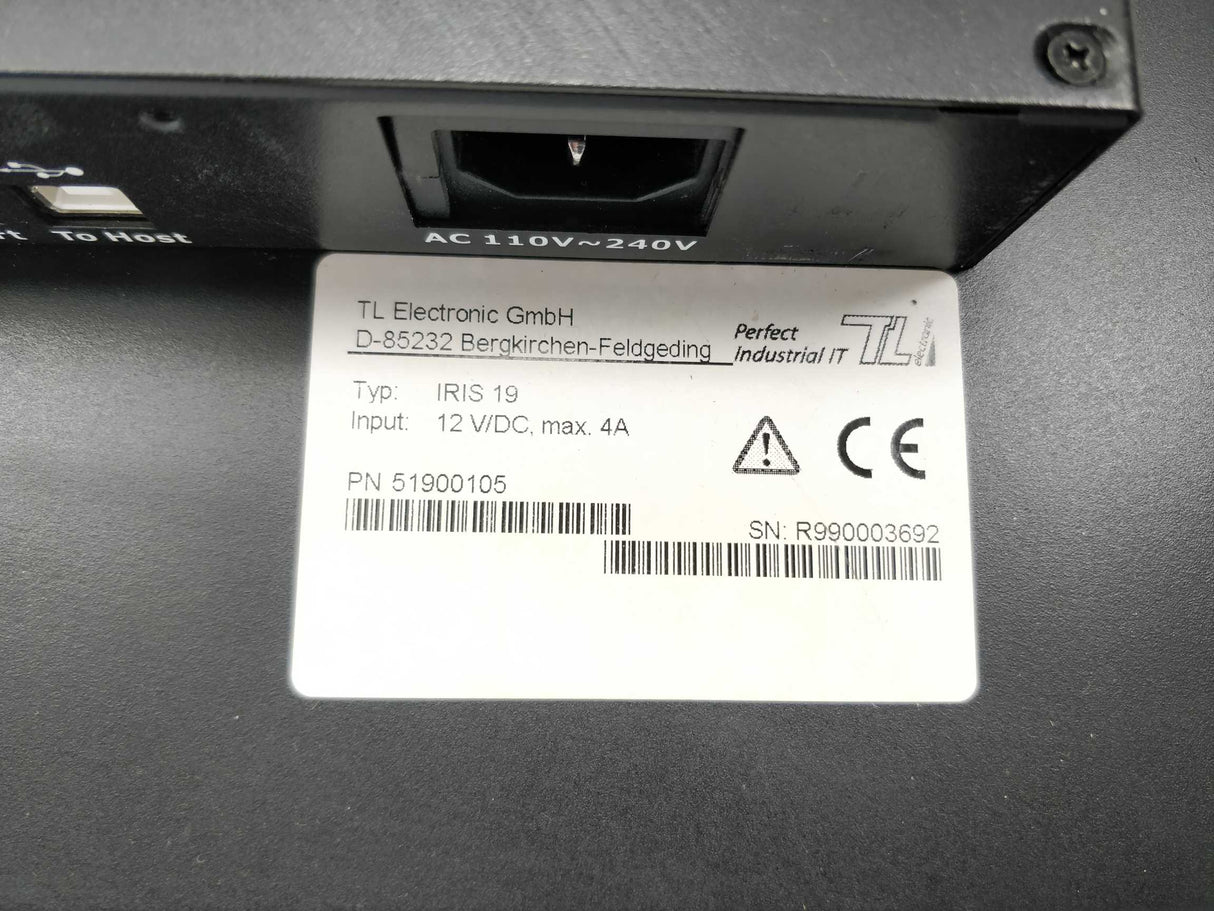 To Host
AC 110V~240V
TL Electronic GmbH
D-85232 Bergkirchen-Feldgeding
Perfect
Industrial IT
TL
electronic
Typ: IRIS 19
Input: 12 V/DC, max. 4A
CE
PN 51900105
SN: R990003692